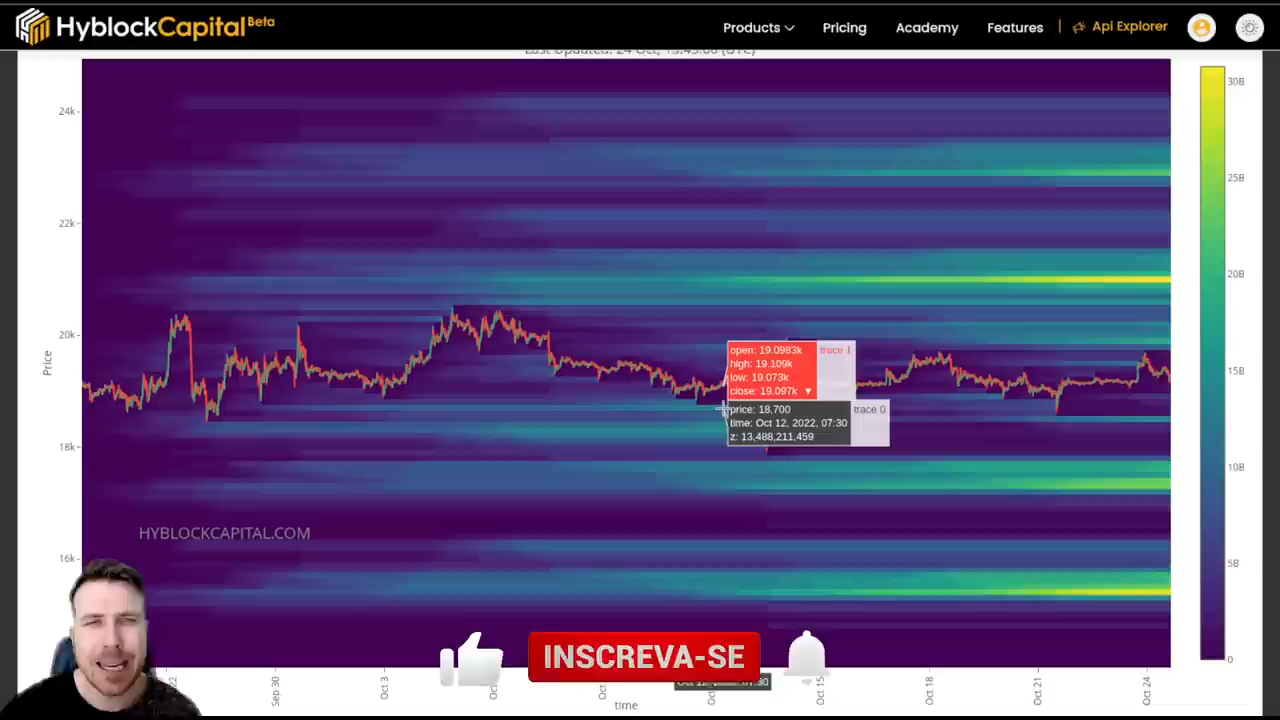 HyblockCapital Beta
Products
Pricing
Academy
Features
Api Explorer
24k
22k
20k
18k
16k
Price
open: 19.0983k
high: 19.109k
low: 19.073k
close: 19.097k ▼
trace 1
price: 18,700
time: Oct 12, 2022, 07:30
z: 13,488,211,459
trace 0
30B
25B
20B
15B
10B
5B
0
HYBLOCKCAPITAL.COM
INSCREVA-SE
Sep 30
Oct 3
Oct 15
Oct 18
Oct 21
Oct 24
time